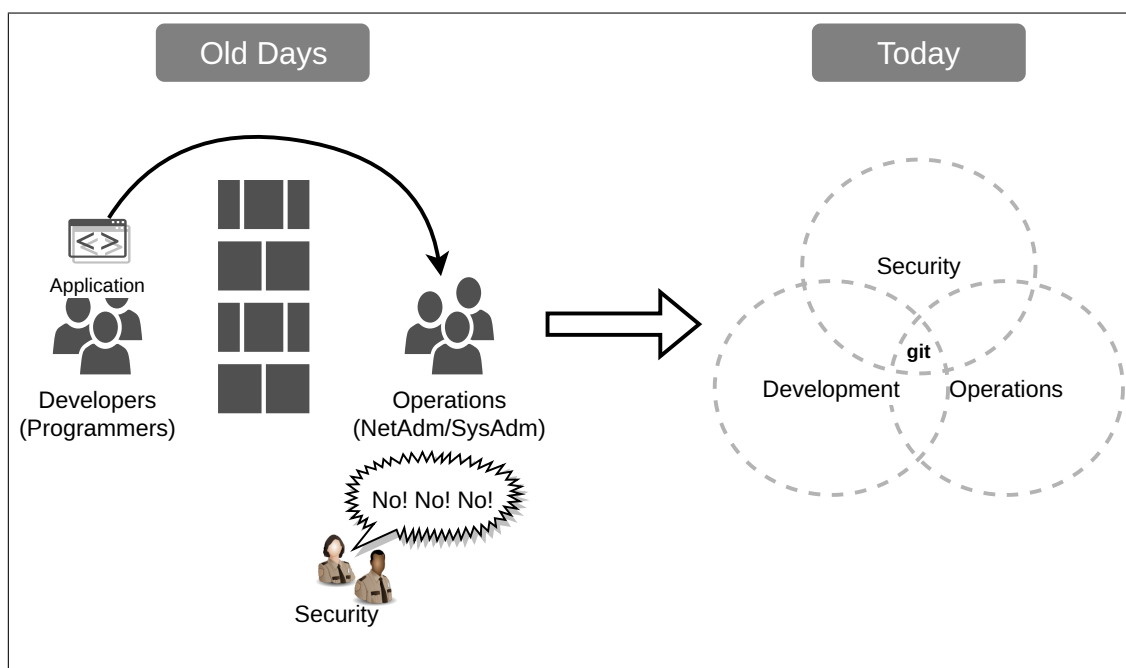 Old Days
Today
< >
Application
Developers
(Programmers)
Operations
(NetAdm/SysAdm)
No! No! No!
Security
Security
git
Development
Operations